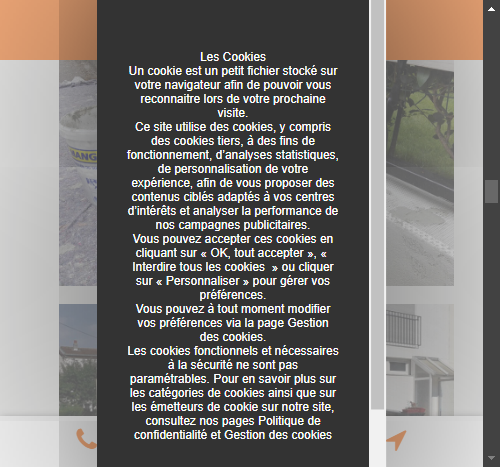 Les Cookies
Un cookie est un petit fichier stocké sur
votre navigateur afin de pouvoir vous
reconnaitre lors de votre prochaine
visite.
Ce site utilise des cookies, y compris
des cookies tiers, à des fins de
fonctionnement, d'analyses statistiques,
de personnalisation de votre
expérience, afin de vous proposer des
contenus ciblés adaptés à vos centres
d'intérêts et analyser la performance de
nos campagnes publicitaires.
Vous pouvez accepter ces cookies en
cliquant sur « OK, tout accepter », «
Interdire tous les cookies » ou cliquer
sur « Personnaliser » pour gérer vos
préférences.
Vous pouvez à tout moment modifier
vos préférences via la page Gestion
des cookies.
Les cookies fonctionnels et nécessaires
à la sécurité ne sont pas
paramétrables. Pour en savoir plus sur
les catégories de cookies ainsi que sur
les émetteurs de cookie sur notre site,
consultez nos pages Politique de
confidentialité et Gestion des cookies